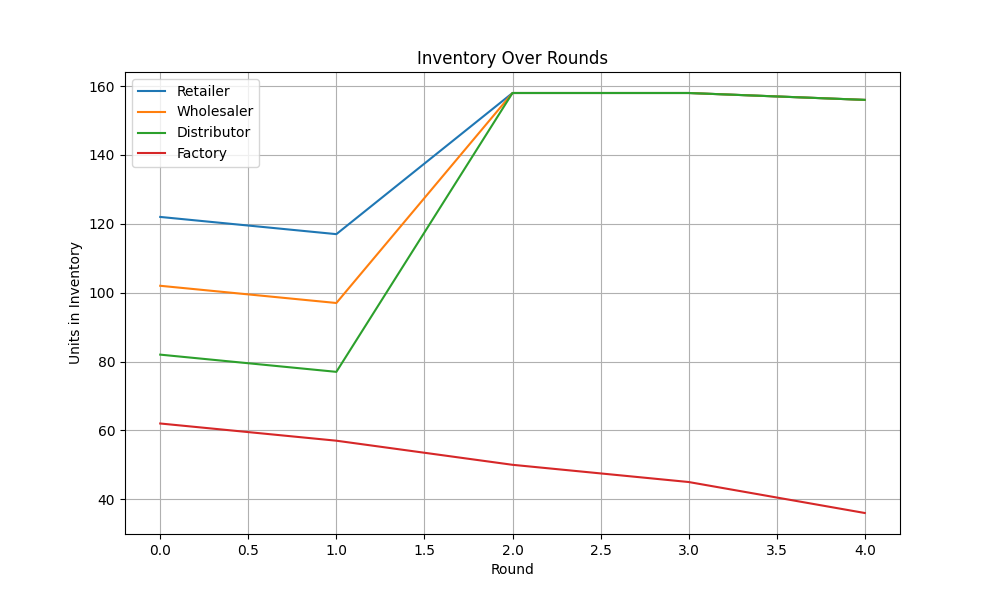 Inventory Over Rounds
Retailer
Wholesaler
Distributor
Factory
Units in Inventory
160
140
120
100
80
60
40
0.0 0.5 1.0 1.5 2.0 2.5 3.0 3.5 4.0
Round